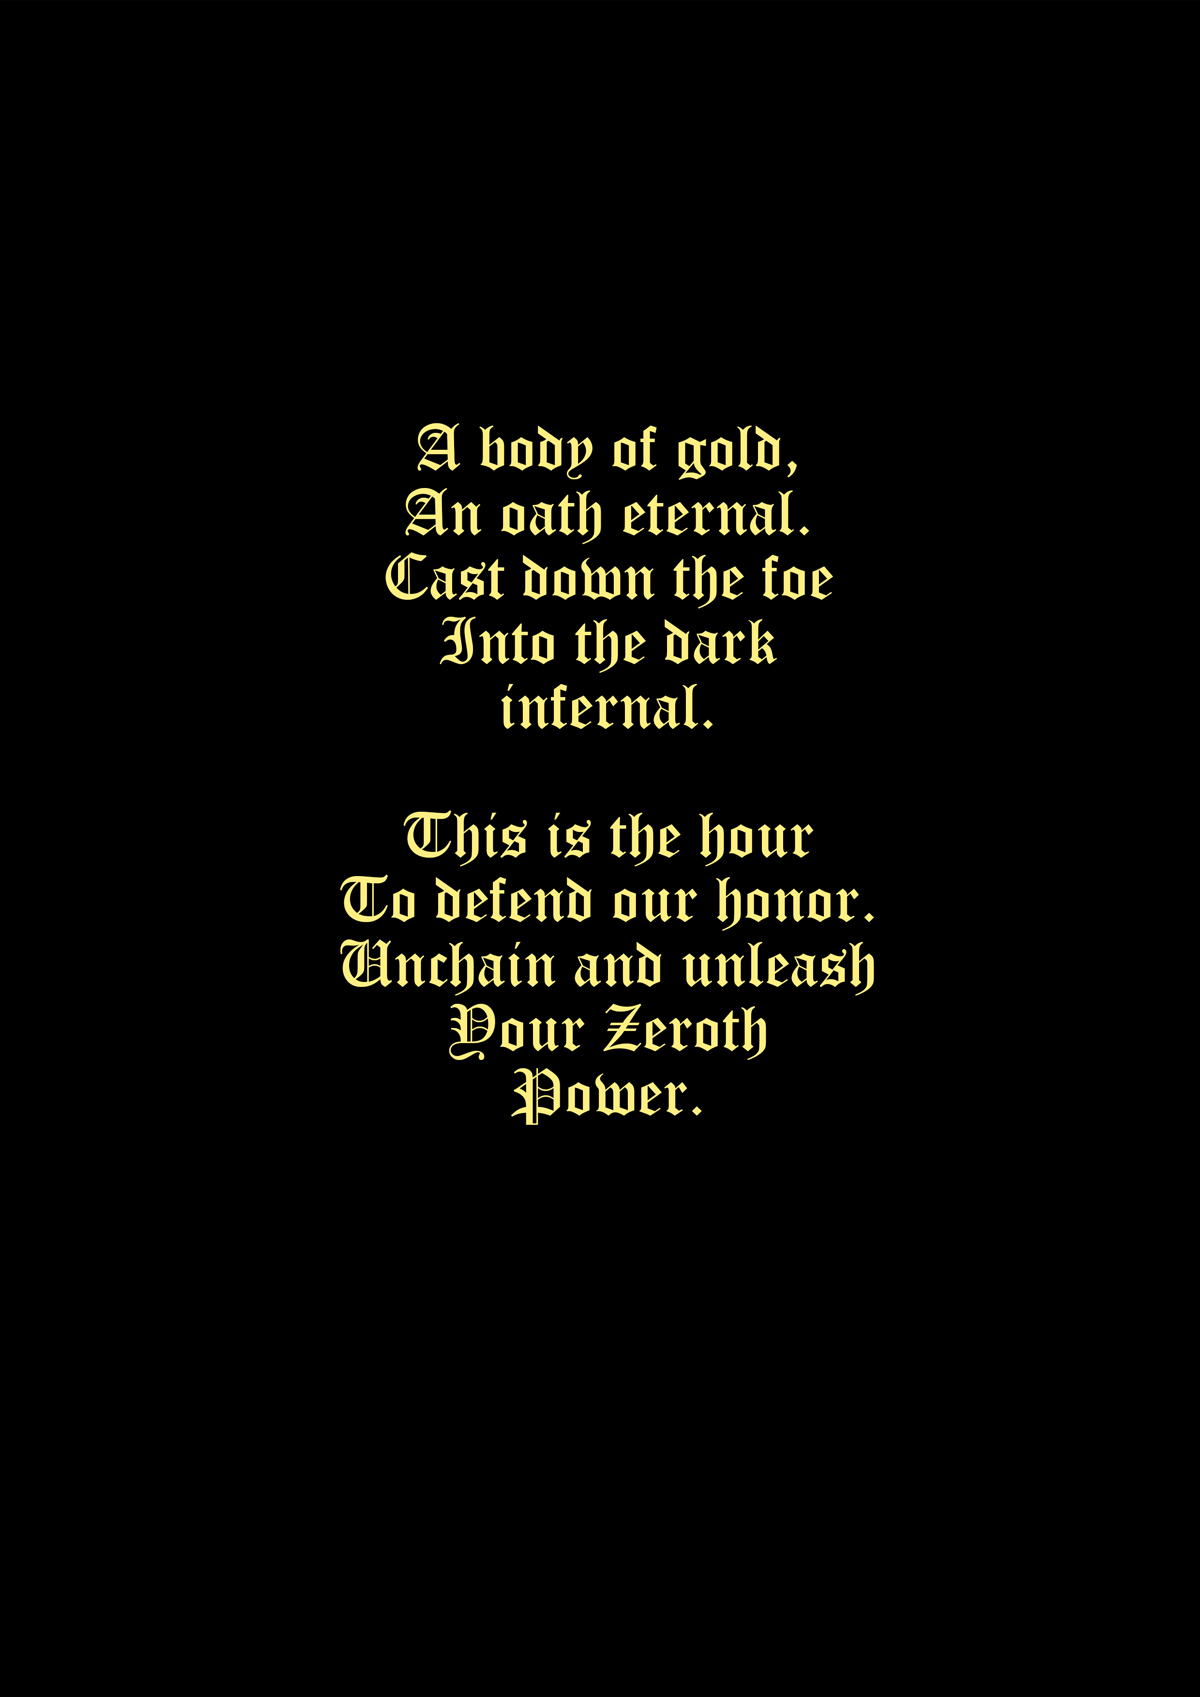 A body of gold,
An oath eternal.
Cast down the foe
Into the dark
infernal.
This is the hour
To defend our honor.
Unchain and unleash
Your Zeroth
Power.